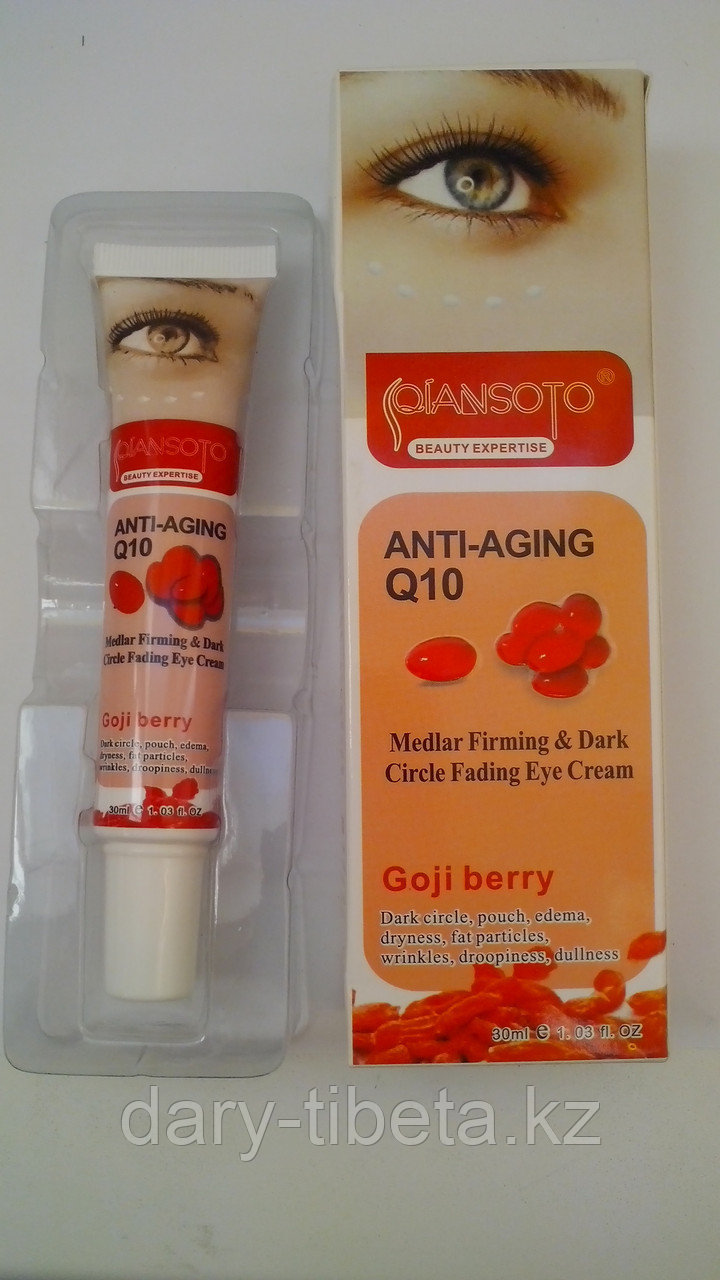 QIANSOTO
BEAUTY EXPERTISE
ANTI-AGING
Q10
Medlar Firming & Dark
Circle Fading Eye Cream
Goji berry
Dark circle, pouch, edema,
dryness, fat particles,
wrinkles, droopiness, dullness
30ml e 1. 03 fl. oz
QIANSOTO®
BEAUTY EXPERTISE
ANTI-AGING
Q10
Medlar Firming & Dark
Circle Fading Eye Cream
Goji berry
Dark circle, pouch, edema,
dryness, fat particles,
wrinkles, droopiness, dullness
30ml e 1. 03 fl. oz
dary-tibeta.kz